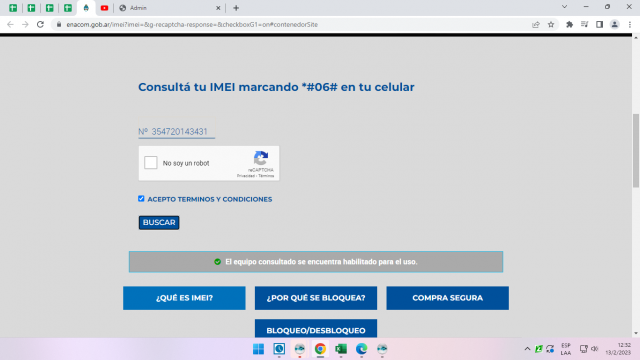 Admin
enacom.gob.ar/imei?imei=&g-recaptcha-response=&checkboxG1=on#contenedorSite
Consultá tu IMEI marcando *#06# en tu celular
Nº 354720143431
No soy un robot
reCAPTCHA
Privacidad - Términos
ACEPTO TERMINOS Y CONDICIONES
BUSCAR
El equipo consultado se encuentra habilitado para el uso.
¿QUÉ ES IMEI?
¿POR QUÉ SE BLOQUEA?
COMPRA SEGURA
BLOQUEO/DESBLOQUEO
ESP
LAA
12:32
13/2/2023